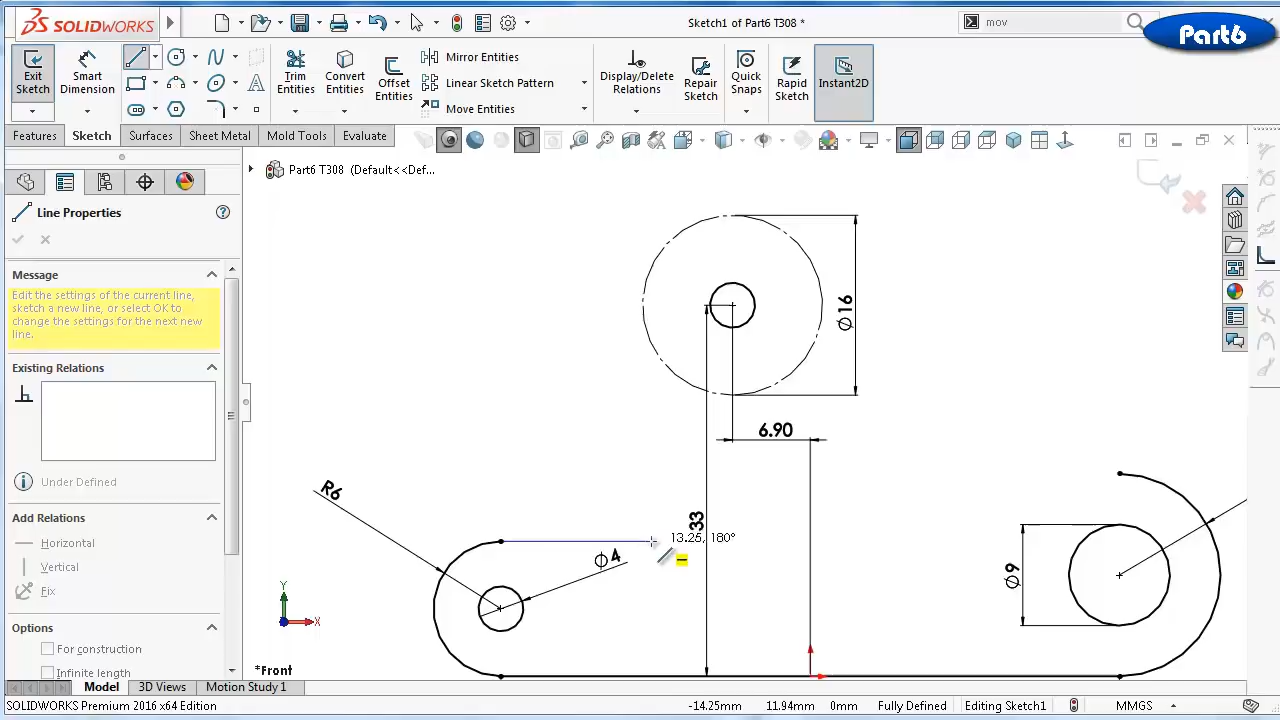 SOLIDWORKS
Sketch1 of Part6 T308 *
mov
Part6
Exit Sketch
Smart Dimension
Trim Entities
Convert Entities
Offset Entities
Mirror Entities
Linear Sketch Pattern
Move Entities
Display/Delete Relations
Repair Sketch
Quick Snaps
Rapid Sketch
Instant2D
Features
Sketch
Surfaces
Sheet Metal
Mold Tools
Evaluate
Part6 T308 (Default<<Def...
Line Properties
Message
Edit the settings of the current line,
sketch a new line, or select OK to
change the settings for the next new
line.
Existing Relations
Under Defined
Add Relations
Horizontal
Vertical
Fix
Options
For construction
Infinite length
∅16
6.90
33
13.25, 180°
R6
∅4
∅9
Y
X
*Front
Model
3D Views
Motion Study 1
SOLIDWORKS Premium 2016 x64 Edition
-14.25mm
11.94mm
0mm
Fully Defined
Editing Sketch1
MMGS